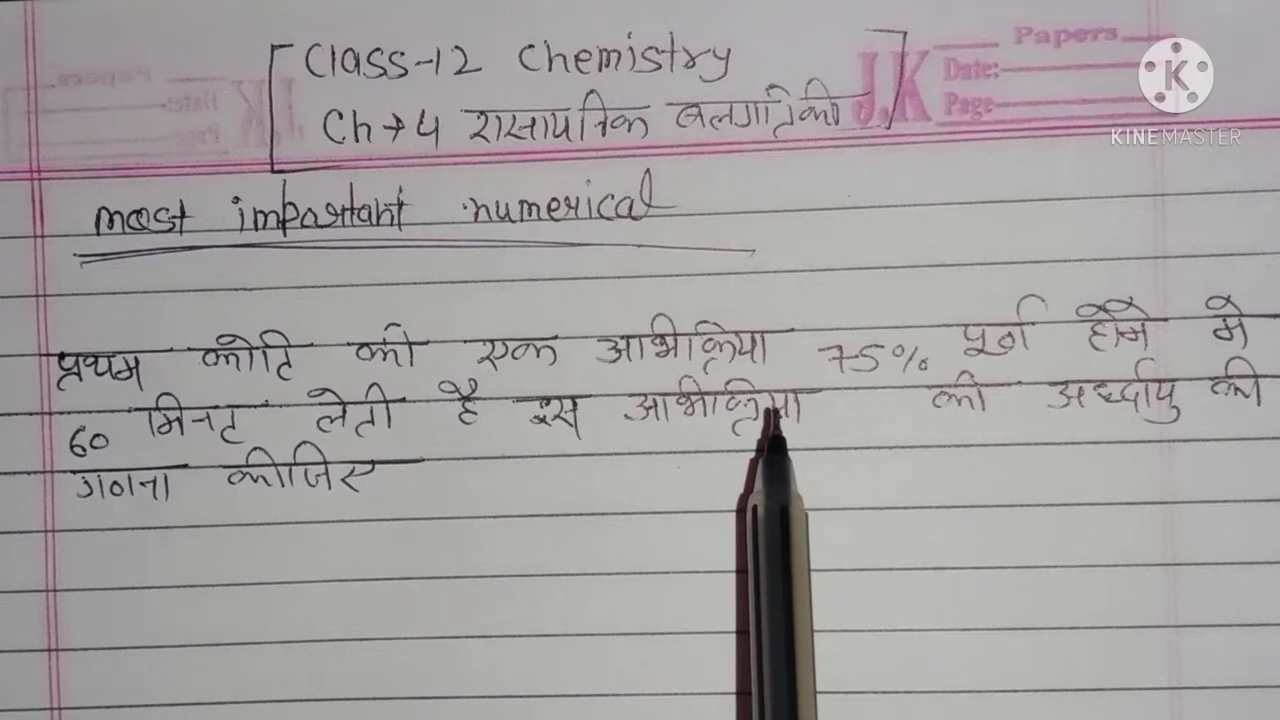 Class-12 Chemistry
Ch → 4 रासायनिक बलगतिकी
J.K
Papers
Date:
Page
K
KINEMASTER
most important numerical
प्रथम कोटि की एक अभिक्रिया 75% पूर्ण होने मे
60 मिनट लेती है इस अभिक्रिया की अर्ध्दायु की
गणना कीजिए